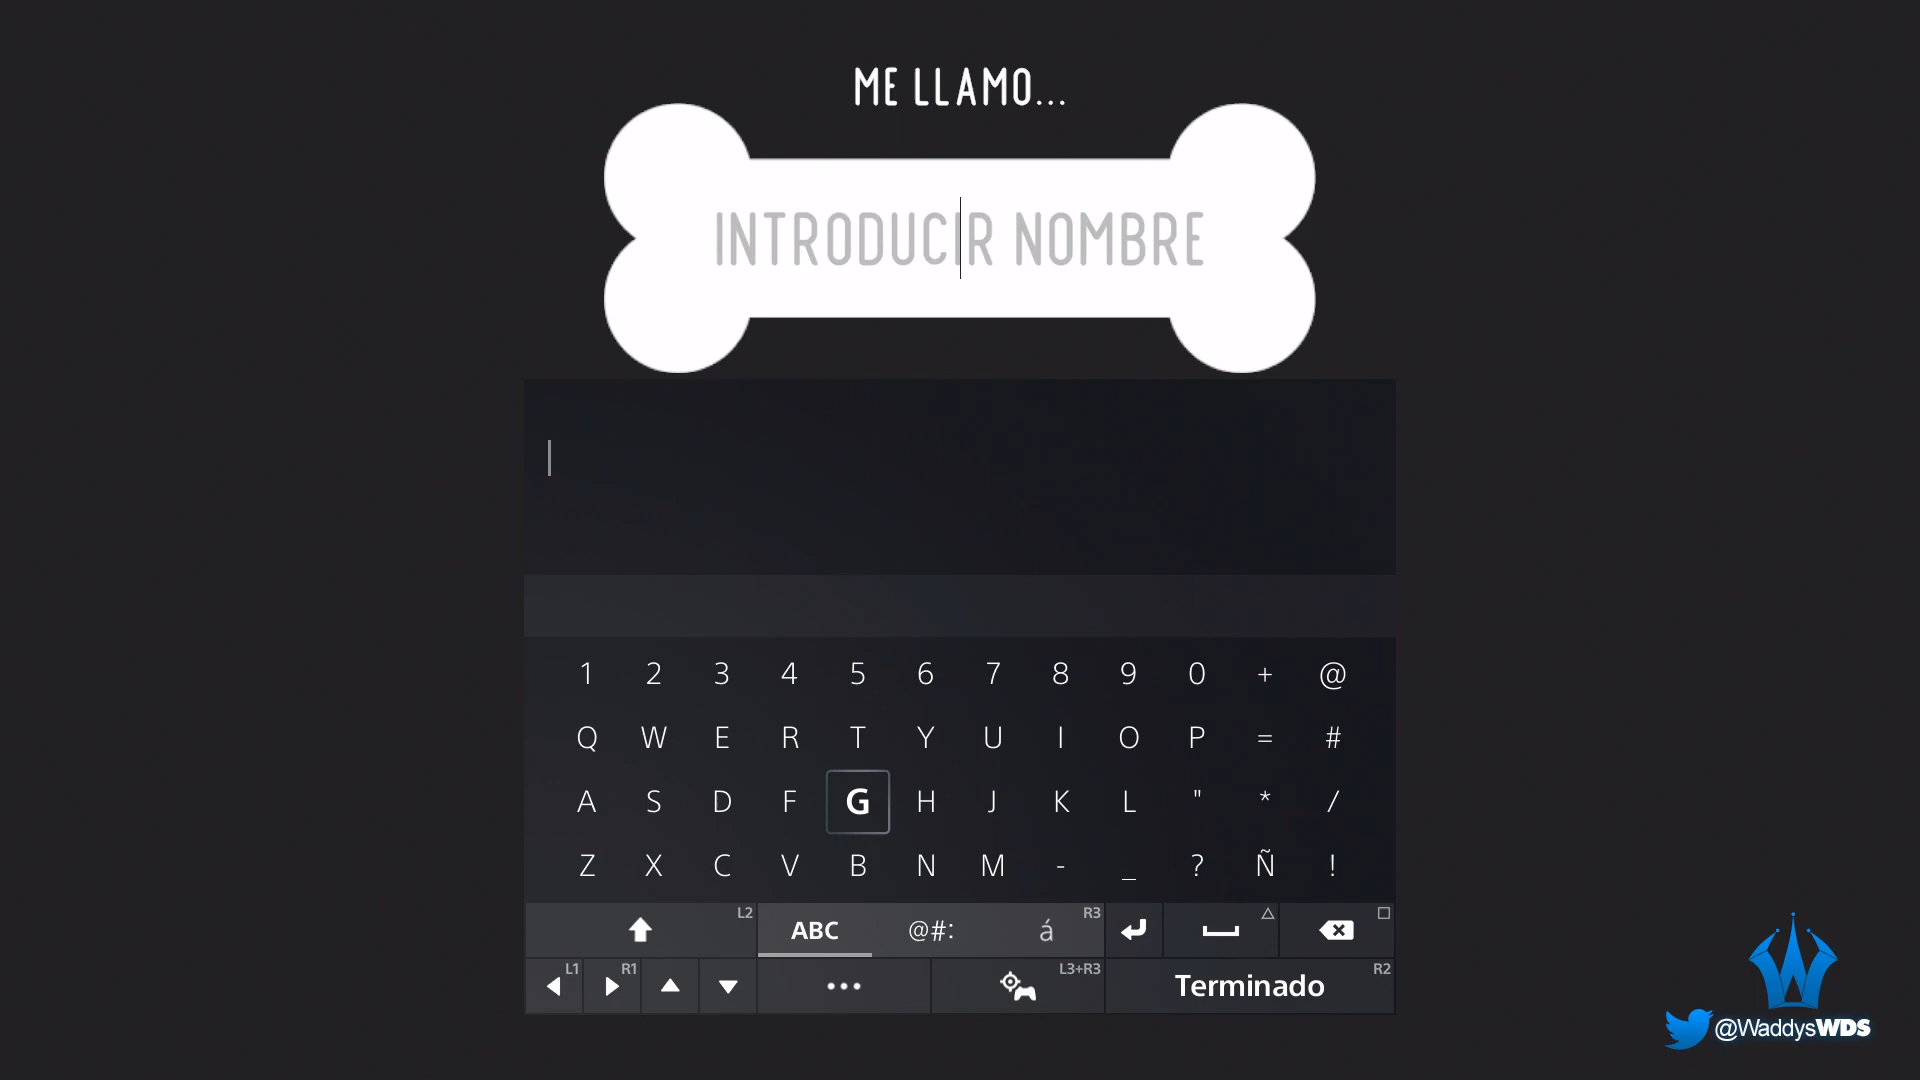 ME LLAMO...
INTRODUCIR NOMBRE
1 2 3 4 5 6 7 8 9 0 + @
Q W E R T Y U I O P = #
A S D F G H J K L " * /
Z X C V B N M - _ ? Ñ !
L2 ABC @#: á R3
L1 R1 ••• L3+R3 Terminado R2
@WaddysWDS